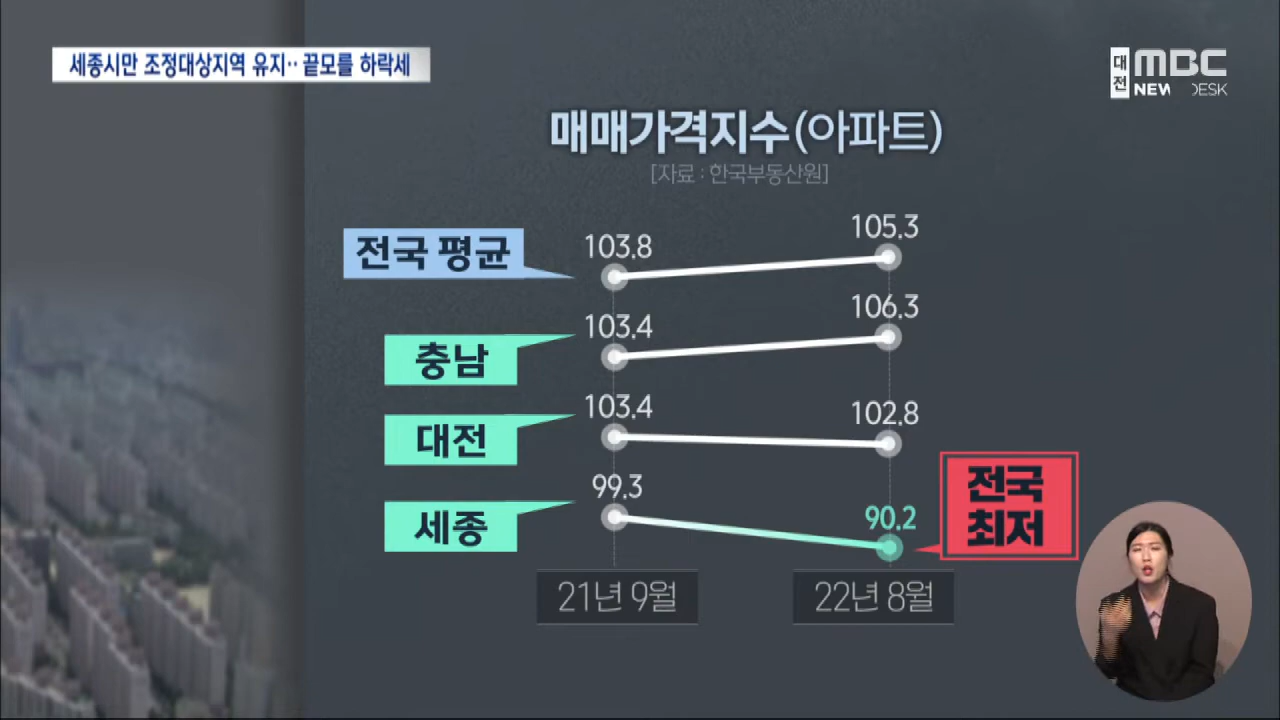 세종시만 조정대상지역 유지‥ 끝모를 하락세
대전 MBC
NEW DESK
매매가격지수(아파트)
[자료 : 한국부동산원]
전국 평균 103.8 105.3
충남 103.4 106.3
대전 103.4 102.8
세종 99.3 90.2
전국
최저
21년 9월 22년 8월